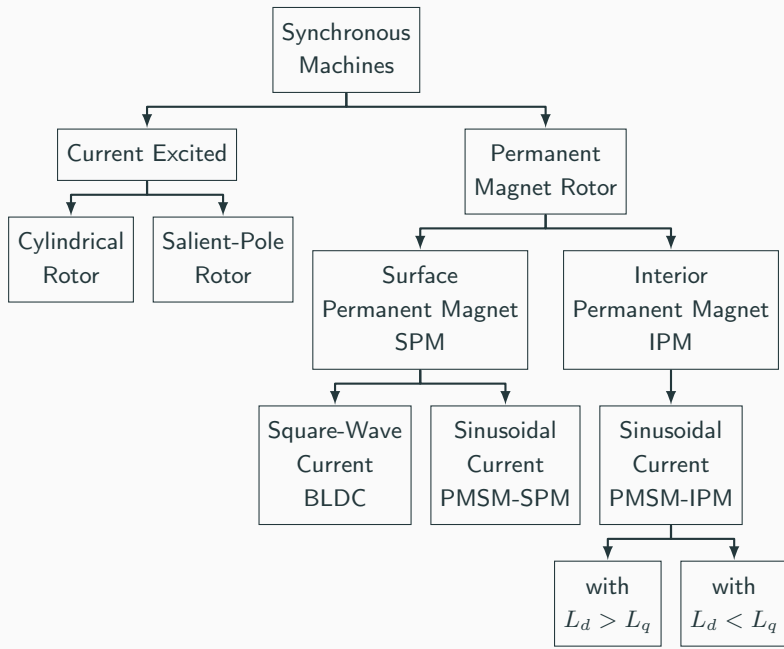 Synchronous
Machines
Current Excited
Permanent
Magnet Rotor
Cylindrical
Rotor
Salient-Pole
Rotor
Surface
Permanent Magnet
SPM
Interior
Permanent Magnet
IPM
Square-Wave
Current
BLDC
Sinusoidal
Current
PMSM-SPM
Sinusoidal
Current
PMSM-IPM
with
L_d > L_q
with
L_d < L_q